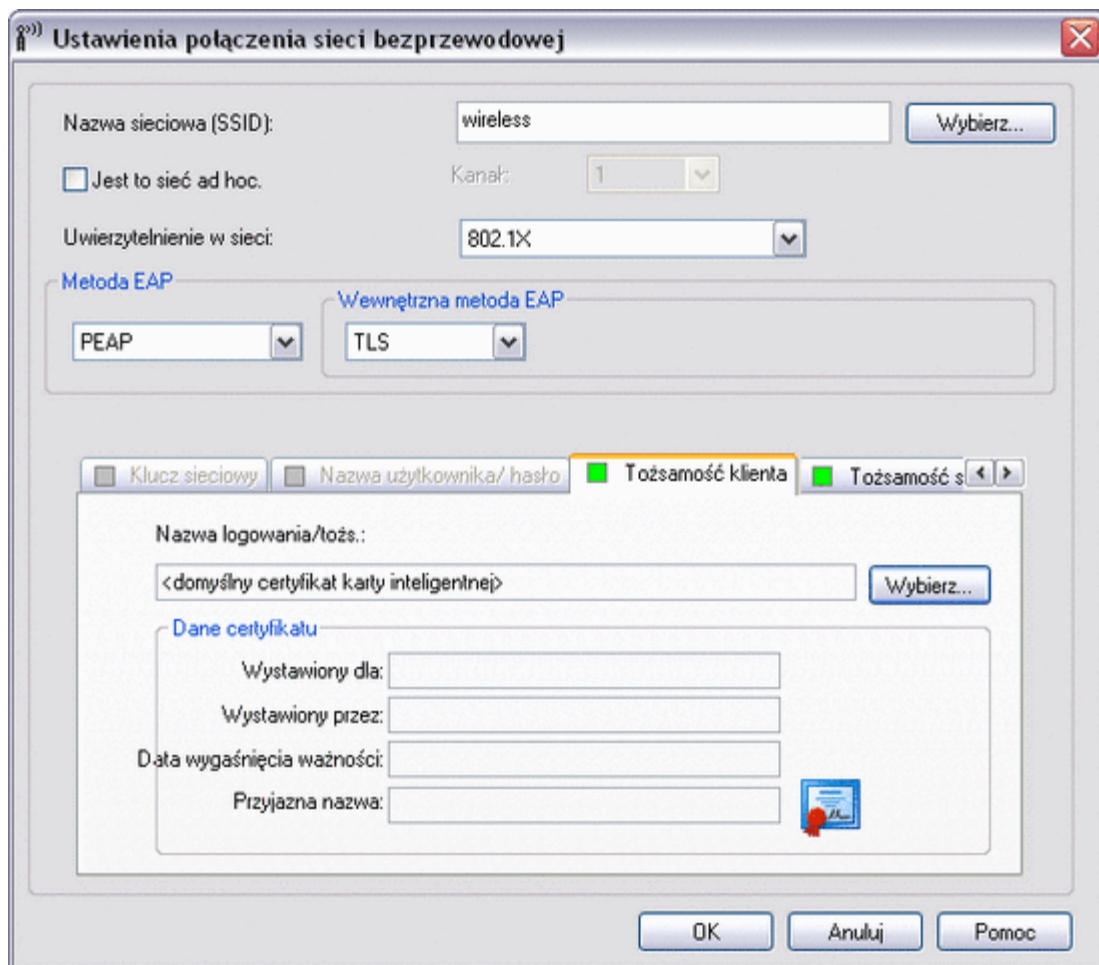 Ustawienia połączenia sieci bezprzewodowej
Nazwa sieciowa (SSID): wireless Wybierz...
Jest to sieć ad hoc. Kanał: 1
Uwierzytelnienie w sieci: 802.1X
Metoda EAP
Wewnętrzna metoda EAP
PEAP TLS
Klucz sieciowy Nazwa użytkownika/ hasło Tożsamość klienta Tożsamość s
Nazwa logowania/tożs.:
<domyślny certyfikat karty inteligentnej> Wybierz...
Dane certyfikatu
Wystawiony dla:
Wystawiony przez:
Data wygaśnięcia ważności:
Przyjazna nazwa:
OK Anuluj Pomoc